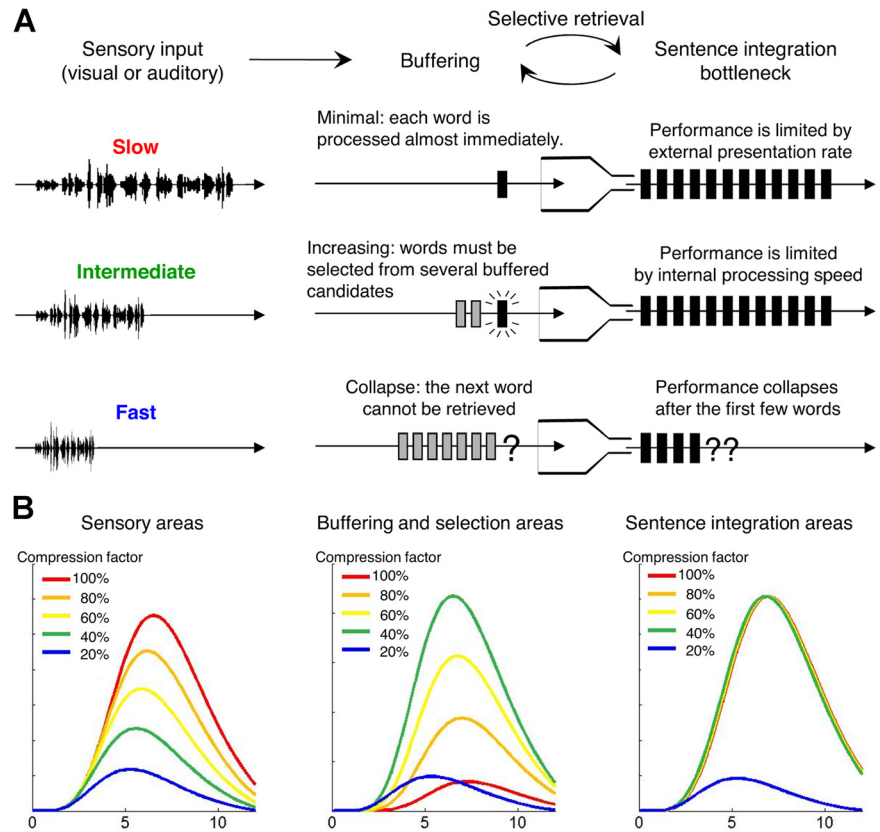 A
Selective retrieval
Sensory input
(visual or auditory)
Buffering
Sentence integration
bottleneck
Slow
Minimal: each word is
processed almost immediately.
Performance is limited by
external presentation rate
Intermediate
Increasing: words must be
selected from several buffered
candidates
Performance is limited
by internal processing speed
Fast
Collapse: the next word
cannot be retrieved
?
Performance collapses
after the first few words
??
B
Sensory areas
Compression factor
100%
80%
60%
40%
20%
0 5 10
Buffering and selection areas
Compression factor
100%
80%
60%
40%
20%
0 5 10
Sentence integration areas
Compression factor
100%
80%
60%
40%
20%
0 5 10